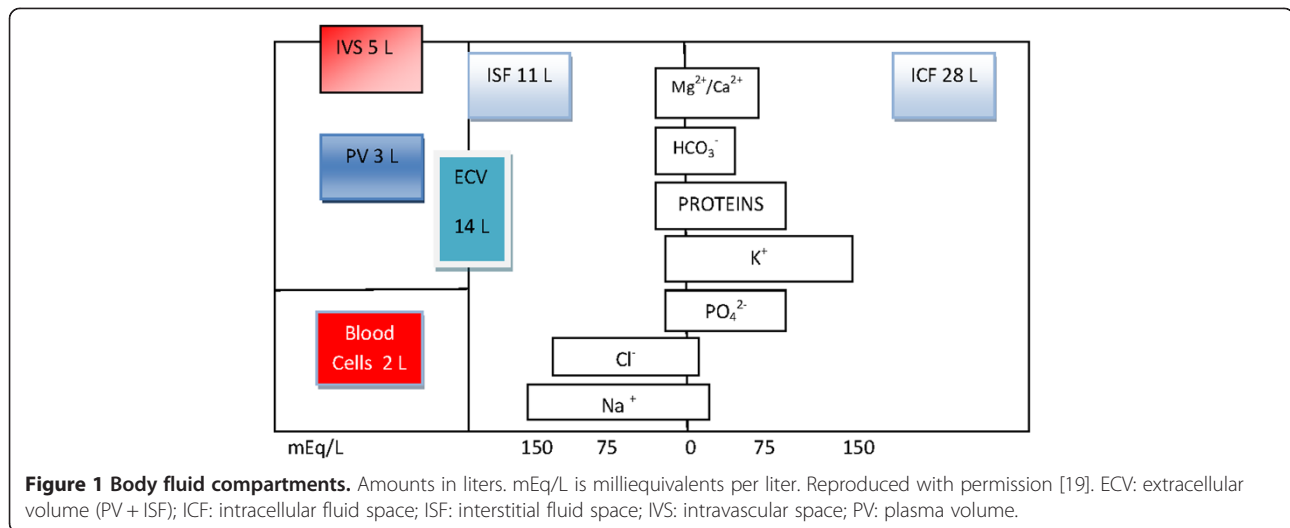 IVS 5 L
ISF 11 L
Mg²⁺/Ca²⁺
ICF 28 L
HCO₃⁻
PV 3 L
ECV
14 L
PROTEINS
K⁺
PO₄²⁻
Blood
Cells 2 L
Cl⁻
Na⁺
mEq/L 150 75 0 75 150
Figure 1 Body fluid compartments. Amounts in liters. mEq/L is milliequivalents per liter. Reproduced with permission [19]. ECV: extracellular
volume (PV + ISF); ICF: intracellular fluid space; ISF: interstitial fluid space; IVS: intravascular space; PV: plasma volume.